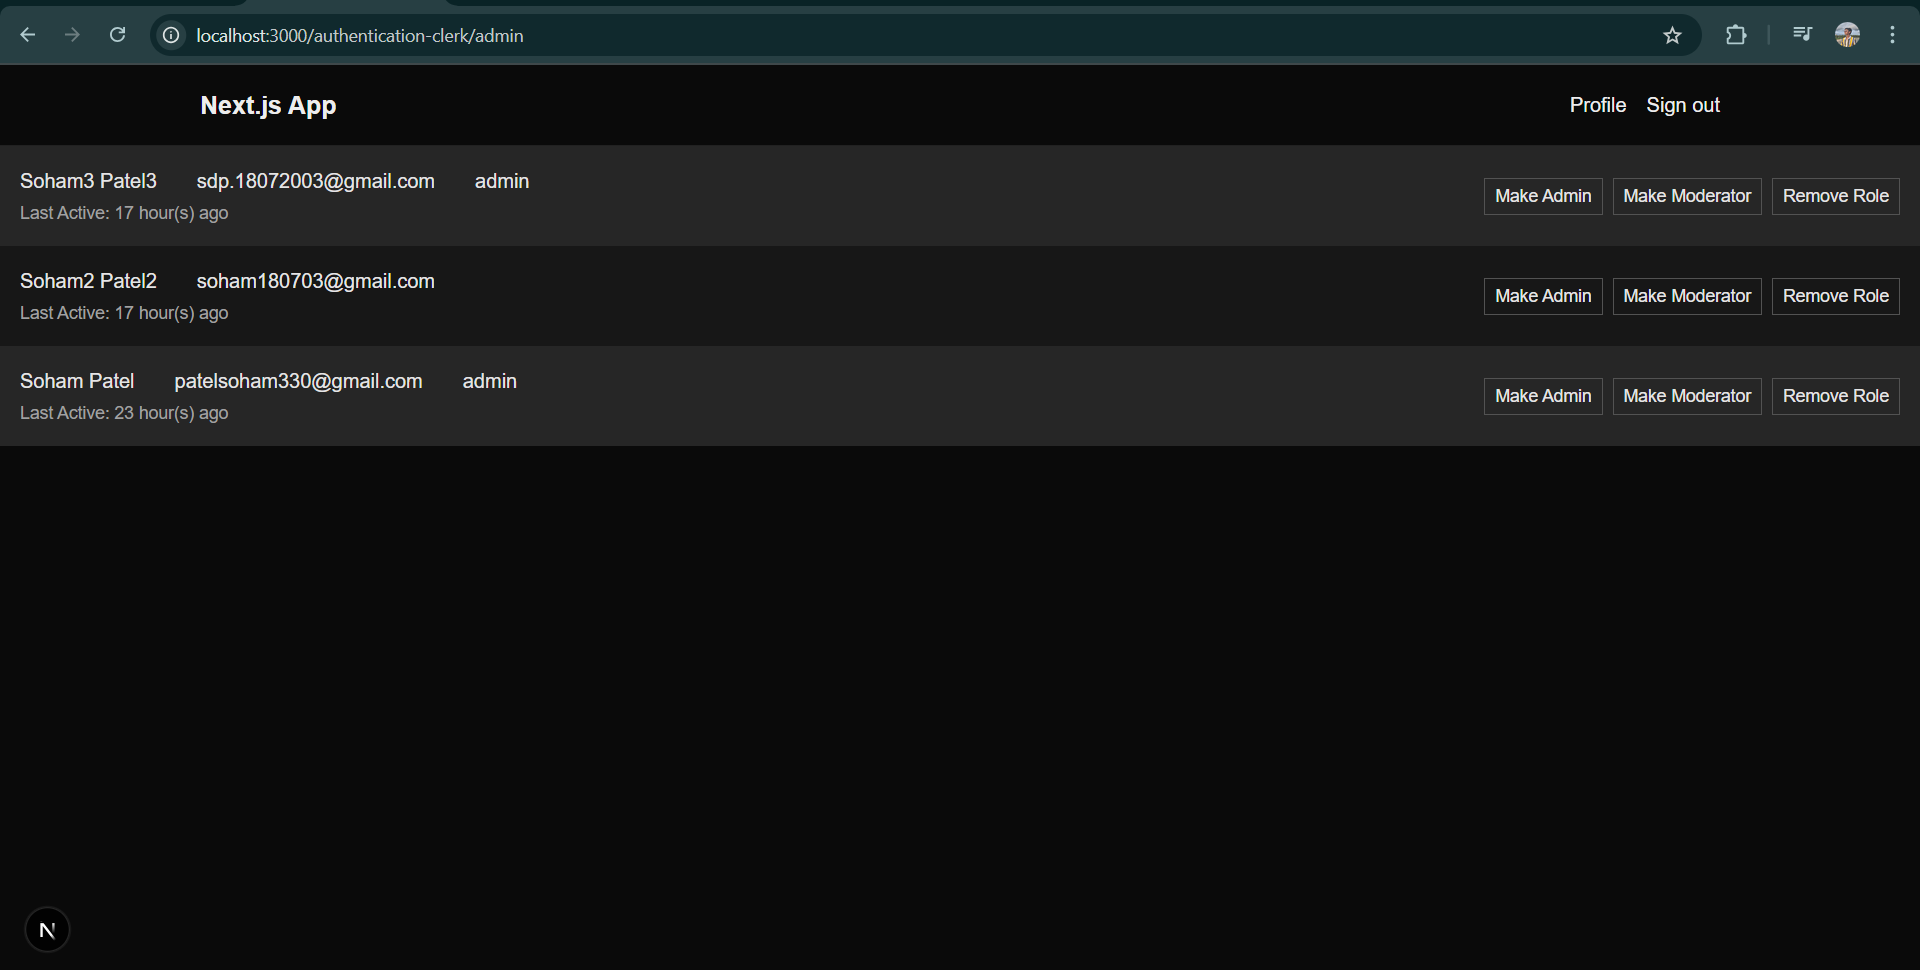 localhost:3000/authentication-clerk/admin
Next.js App Profile Sign out
Soham3 Patel3 sdp.18072003@gmail.com admin
Last Active: 17 hour(s) ago
Make Admin Make Moderator Remove Role
Soham2 Patel2 soham180703@gmail.com
Last Active: 17 hour(s) ago
Make Admin Make Moderator Remove Role
Soham Patel patelsoham330@gmail.com admin
Last Active: 23 hour(s) ago
Make Admin Make Moderator Remove Role
N